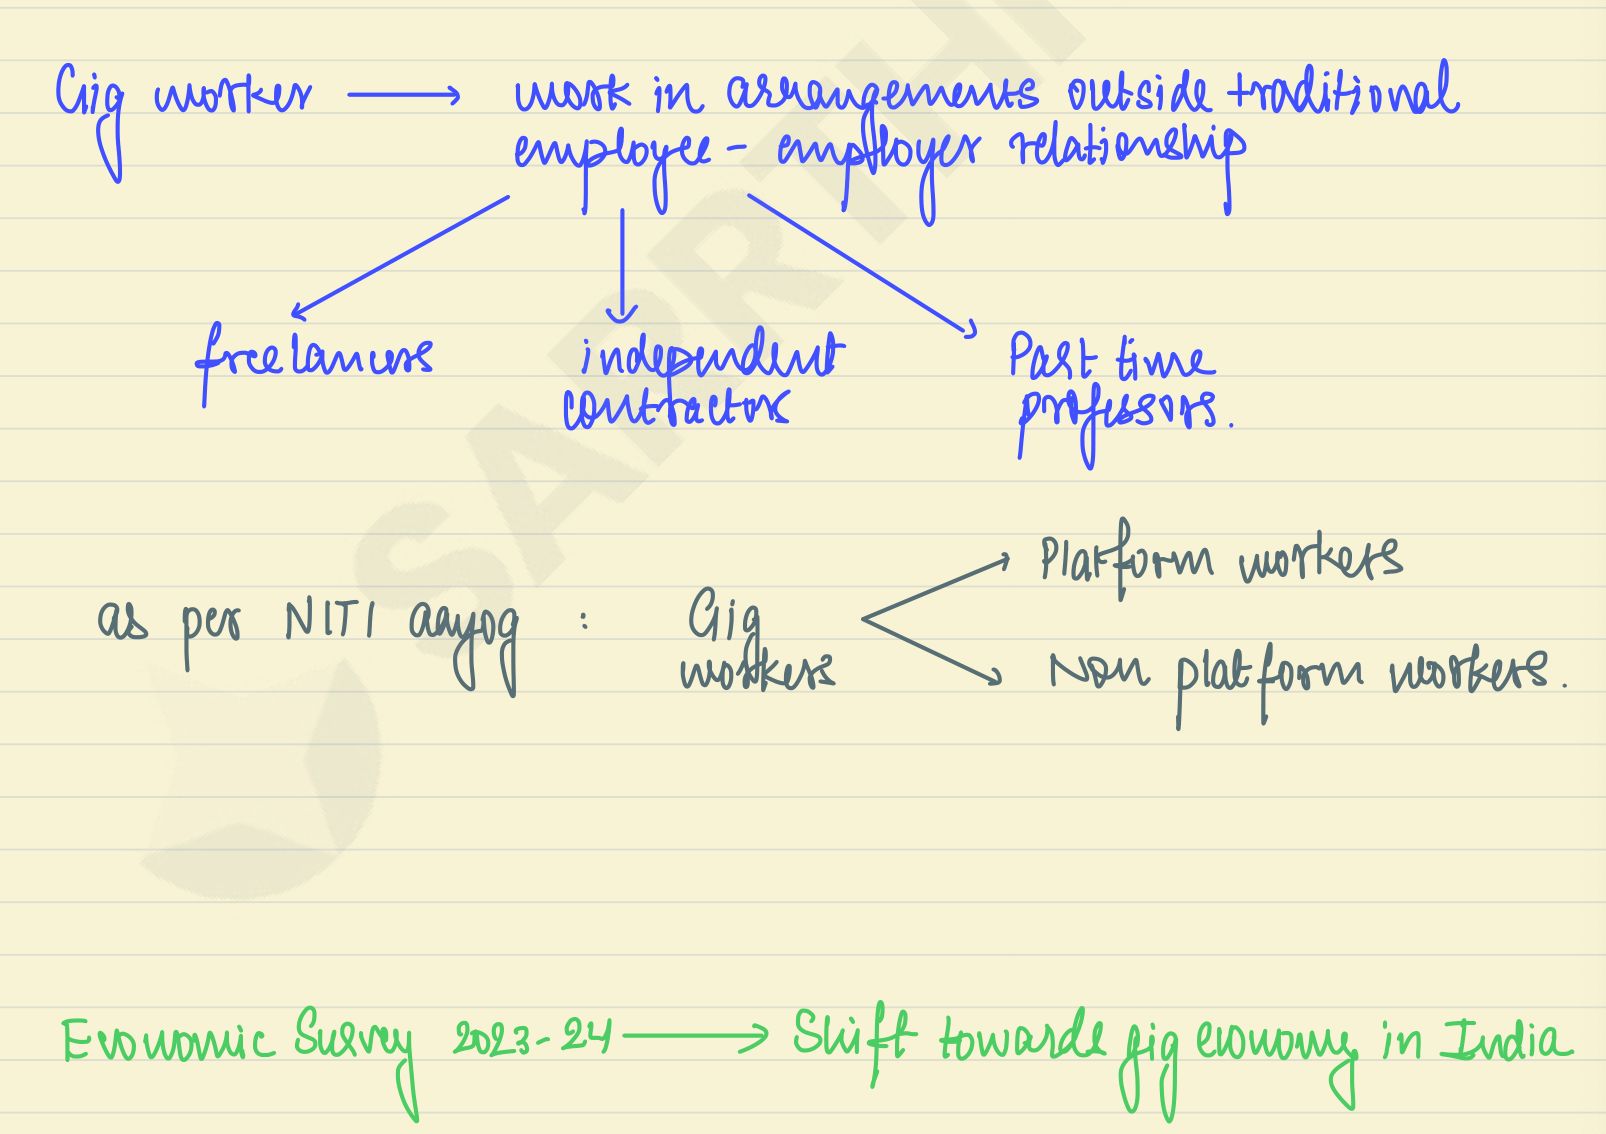 Gig worker → work in arrangements outside traditional
employee - employer relationship
freelancers
independent
contractors
Part time
professors.
as per NITI aayog : Gig
workers
Platform workers
Non platform workers.
Economic Survey 2023-24 → Shift towards gig economy in India
SARTHI